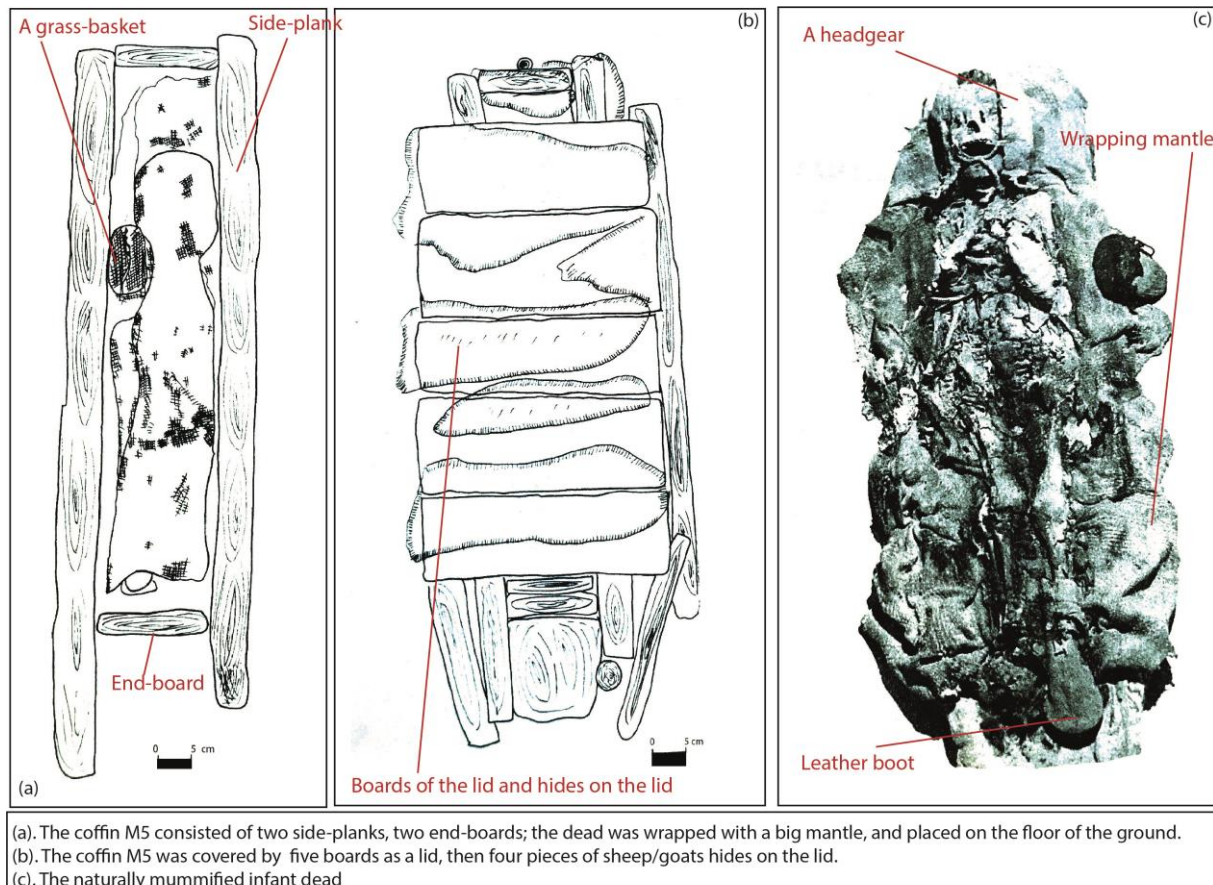 A grass-basket
Side-plank
End-board
0 5 cm
(a)
(b)
0 5 cm
Boards of the lid and hides on the lid
(c)
A headgear
Wrapping mantle
Leather boot
(a). The coffin M5 consisted of two side-planks, two end-boards; the dead was wrapped with a big mantle, and placed on the floor of the ground.
(b). The coffin M5 was covered by five boards as a lid, then four pieces of sheep/goats hides on the lid.
(c). The naturally mummified infant dead